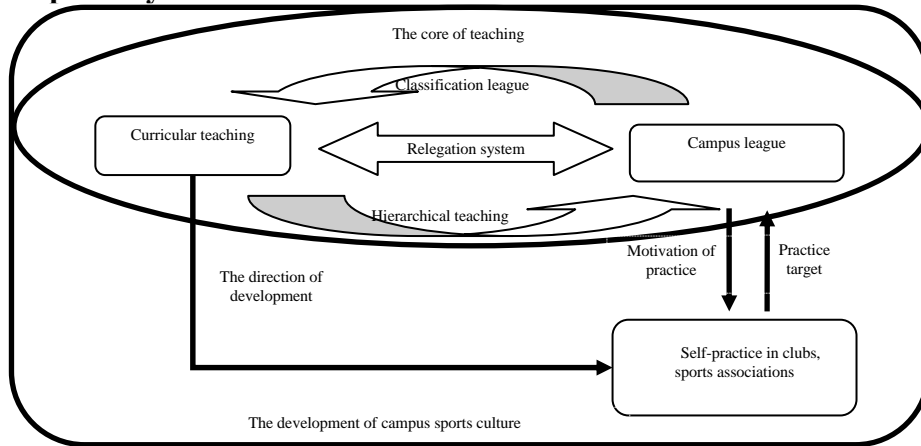 The core of teaching
Classification league
Curricular teaching
Relegation system
Campus league
Hierarchical teaching
Motivation of
practice
Practice
target
The direction of
development
Self-practice in clubs,
sports associations
The development of campus sports culture